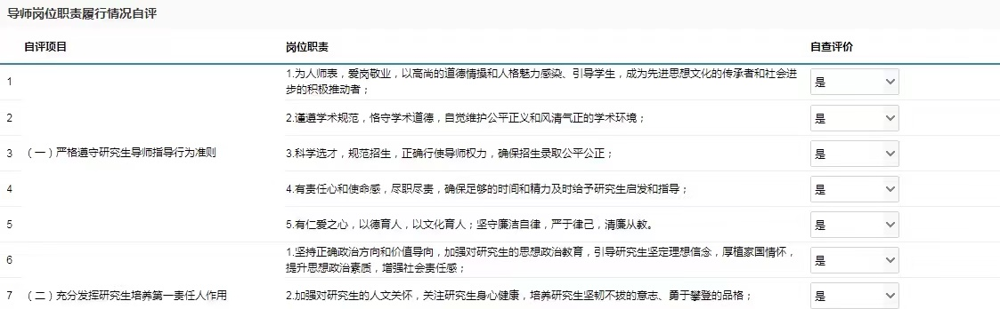 导师岗位职责履行情况自评
自评项目 岗位职责 自查评价
1 1.为人师表，爱岗敬业，以高尚的道德情操和人格魅力感染、引导学生，成为先进思想文化的传承者和社会进
步的积极推动者； 是
2 2.谨遵学术规范，恪守学术道德，自觉维护公平正义和风清气正的学术环境； 是
3 （一）严格遵守研究生导师指导行为准则 3.科学选才，规范招生，正确行使导师权力，确保招生录取公平公正； 是
4 4.有责任心和使命感，尽职尽责，确保足够的时间和精力及时给予研究生启发和指导； 是
5 5.有仁爱之心，以德育人，以文化育人；坚守廉洁自律，严于律己，清廉从教。 是
6 1.坚持正确政治方向和价值导向，加强对研究生的思想政治教育，引导研究生坚定理想信念，厚植家国情怀，
提升思想政治素质，增强社会责任感； 是
7 （二）充分发挥研究生培养第一责任人作用 2.加强对研究生的人文关怀，关注研究生身心健康，培养研究生坚韧不拔的意志、勇于攀登的品格； 是